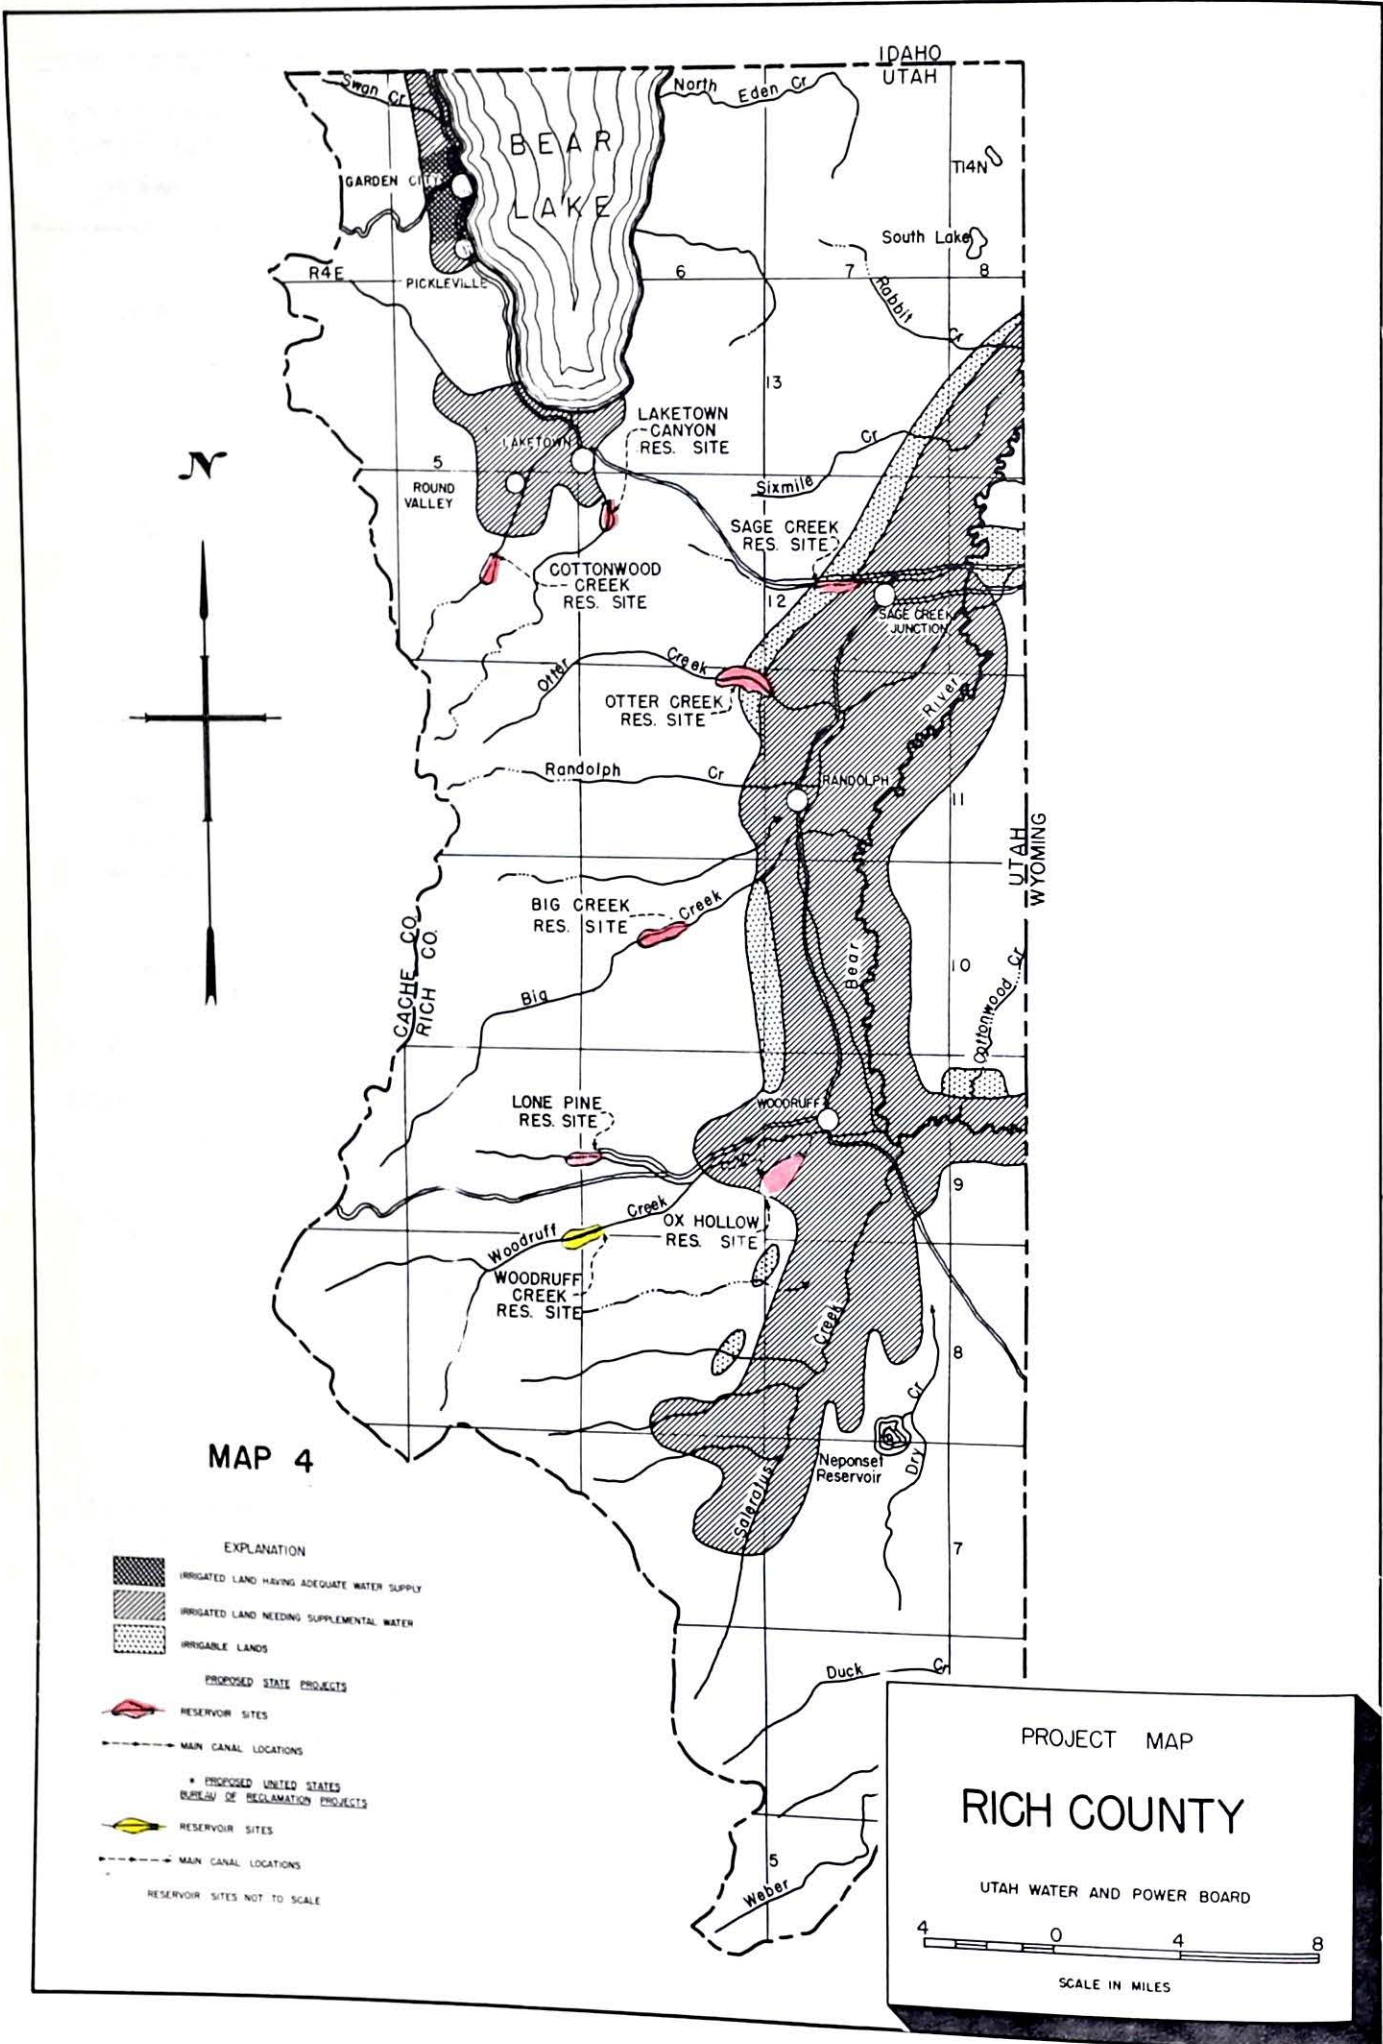 IDAHO
UTAH
Swan Cr
North Eden Cr
BEAR
LAKE
T14N
GARDEN CITY
South Lake
R4E
6
7
8
PICKLEVILLE
Rabbit
Cr
13
LAKETOWN
CANYON
RES. SITE
Cr
LAKETOWN
N
5
ROUND
VALLEY
Sixmile
SAGE CREEK
RES. SITE
COTTONWOOD
CREEK
RES. SITE
12
SAGE CREEK
JUNCTION
Otter
Creek
OTTER CREEK
RES. SITE
River
Randolph
Cr
RANDOLPH
11
UTAH
WYOMING
BIG CREEK
RES. SITE
Creek
CACHE CO.
RICH CO.
Big
Bear
10
Cottonwood Cr
LONE PINE
RES. SITE
WOODRUFF
9
Woodruff
Creek
OX HOLLOW
RES. SITE
WOODRUFF
CREEK
RES. SITE
Creek
8
Cr
MAP 4
Neponset
Reservoir
Dry
Saleratus
7
EXPLANATION
IRRIGATED LAND HAVING ADEQUATE WATER SUPPLY
IRRIGATED LAND NEEDING SUPPLEMENTAL WATER
IRRIGABLE LANDS
PROPOSED STATE PROJECTS
RESERVOIR SITES
MAIN CANAL LOCATIONS
* PROPOSED UNITED STATES
BUREAU OF RECLAMATION PROJECTS
RESERVOIR SITES
MAIN CANAL LOCATIONS
RESERVOIR SITES NOT TO SCALE
Duck
Cr
5
Weber
PROJECT MAP
RICH COUNTY
UTAH WATER AND POWER BOARD
4 0 4 8
SCALE IN MILES